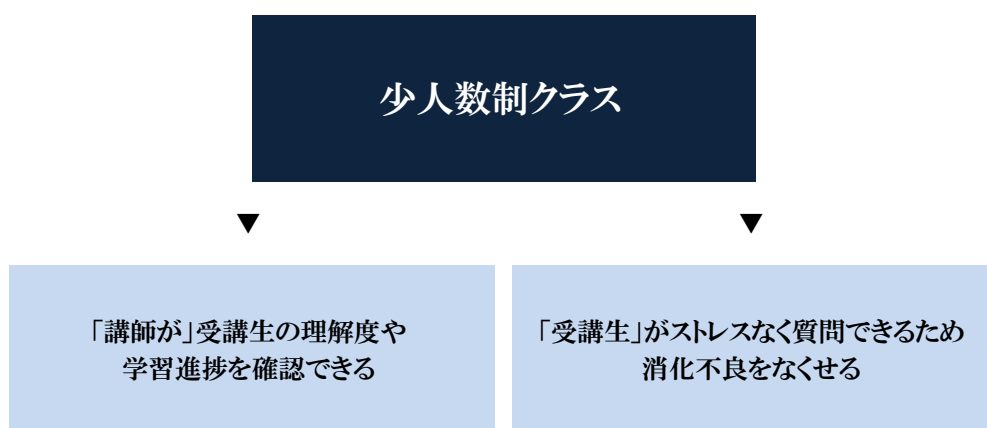 少人数制クラス
▼
▼
「講師が」受講生の理解度や
学習進捗を確認できる
「受講生」がストレスなく質問できるため
消化不良をなくせる